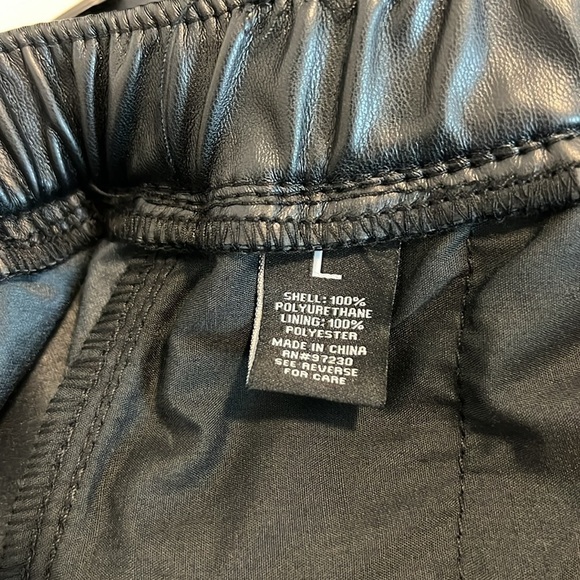 L
SHELL: 100%
POLYURETHANE
LINING: 100%
POLYESTER
MADE IN CHINA
RN#97230
SEE REVERSE
FOR CARE